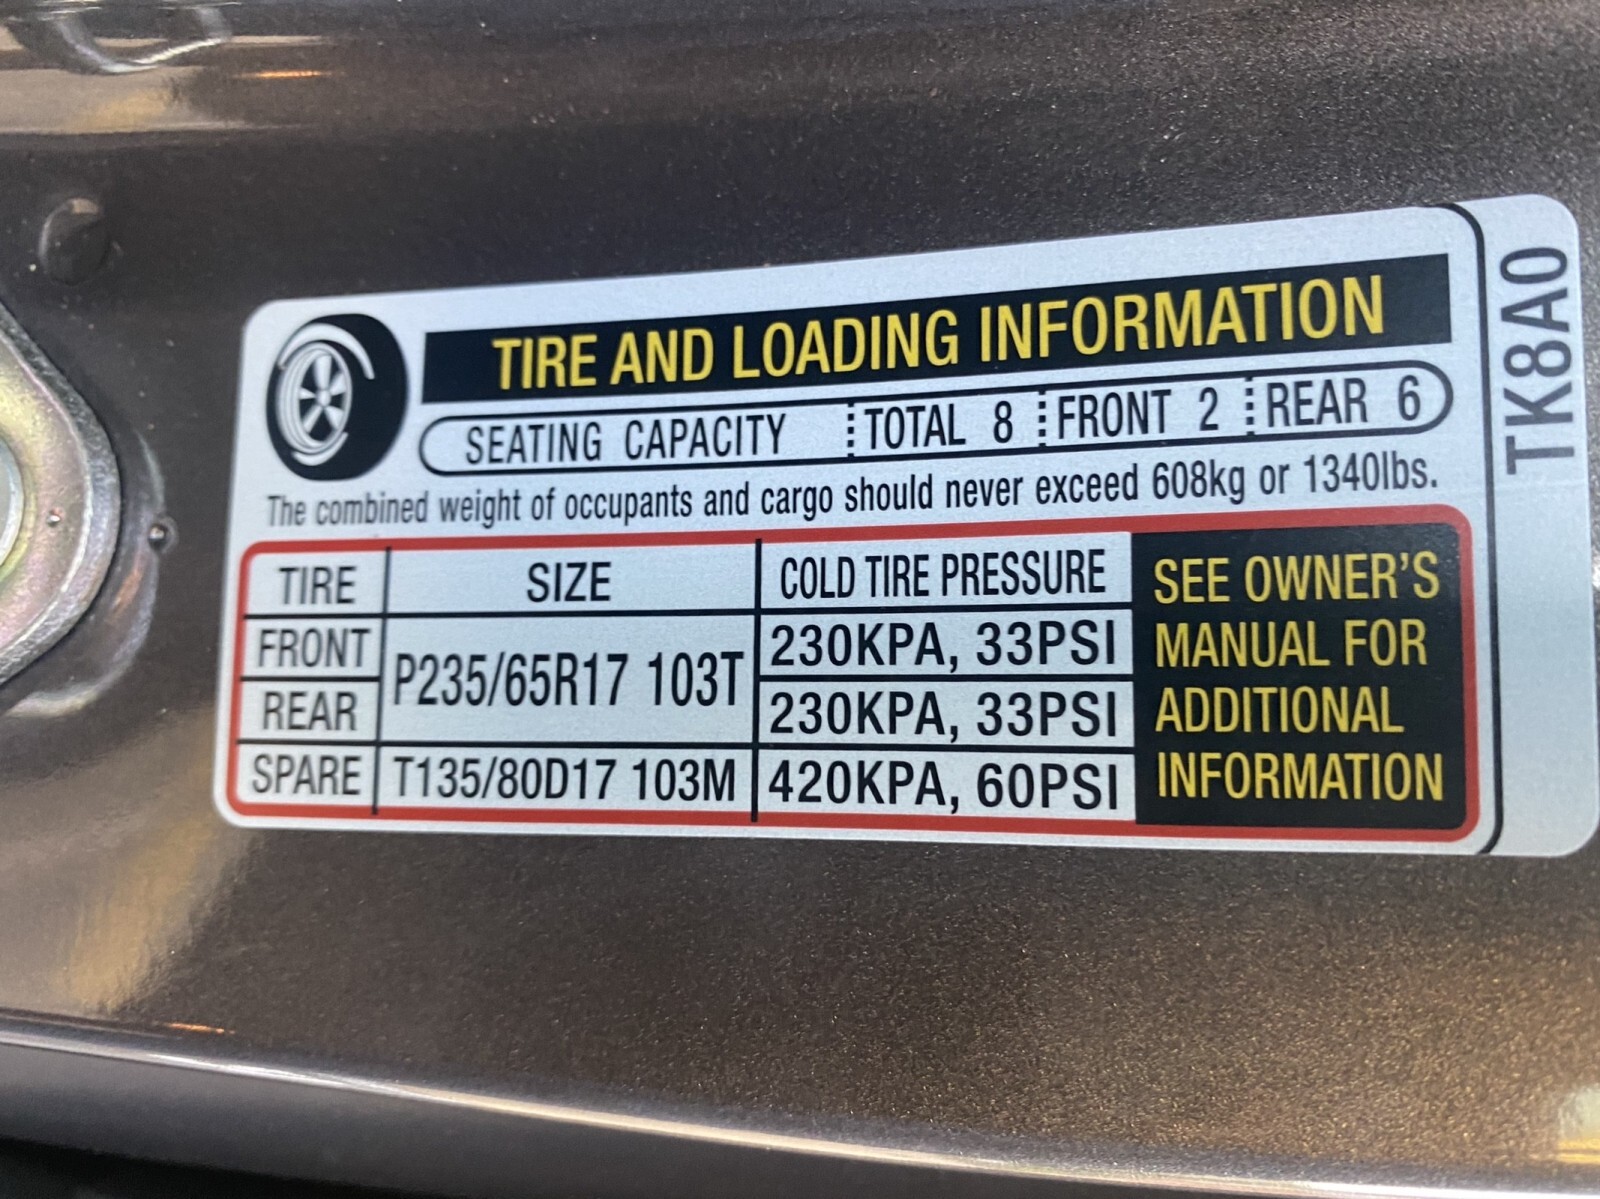 TIRE AND LOADING INFORMATION
SEATING CAPACITY TOTAL 8 FRONT 2 REAR 6
The combined weight of occupants and cargo should never exceed 608kg or 1340lbs.
TIRE SIZE COLD TIRE PRESSURE
FRONT P235/65R17 103T 230KPA, 33PSI
REAR 230KPA, 33PSI
SPARE T135/80D17 103M 420KPA, 60PSI
SEE OWNER'S
MANUAL FOR
ADDITIONAL
INFORMATION
TK8A0